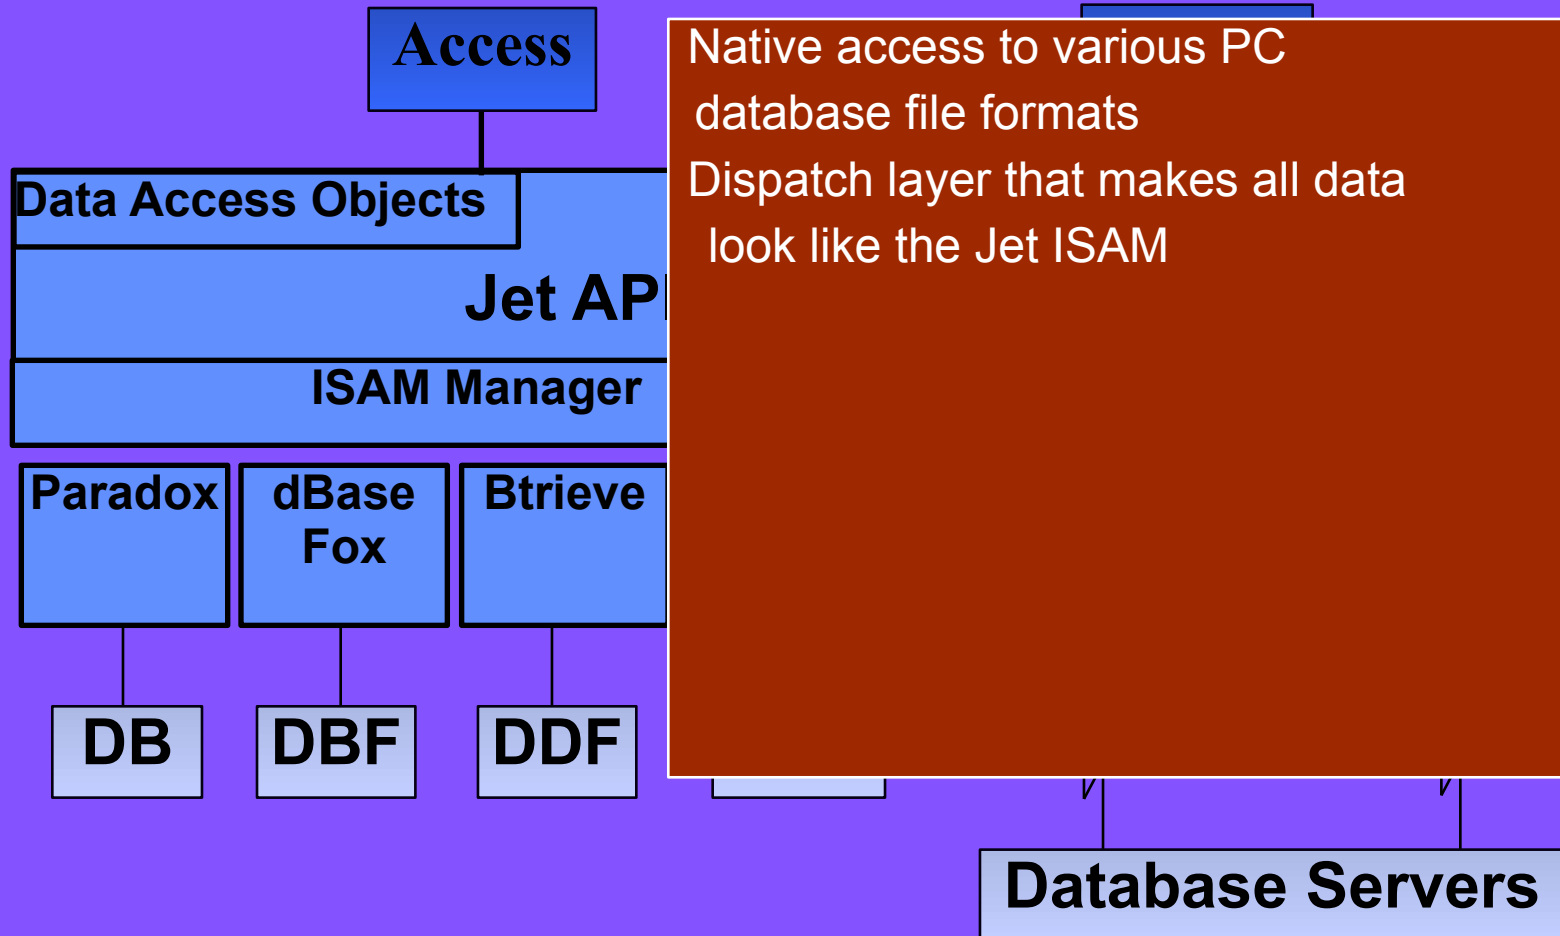 Access
Native access to various PC
database file formats
Dispatch layer that makes all data
look like the Jet ISAM
Data Access Objects
Jet API
ISAM Manager
Paradox
dBase
Fox
Btrieve
DB
DBF
DDF
Database Servers